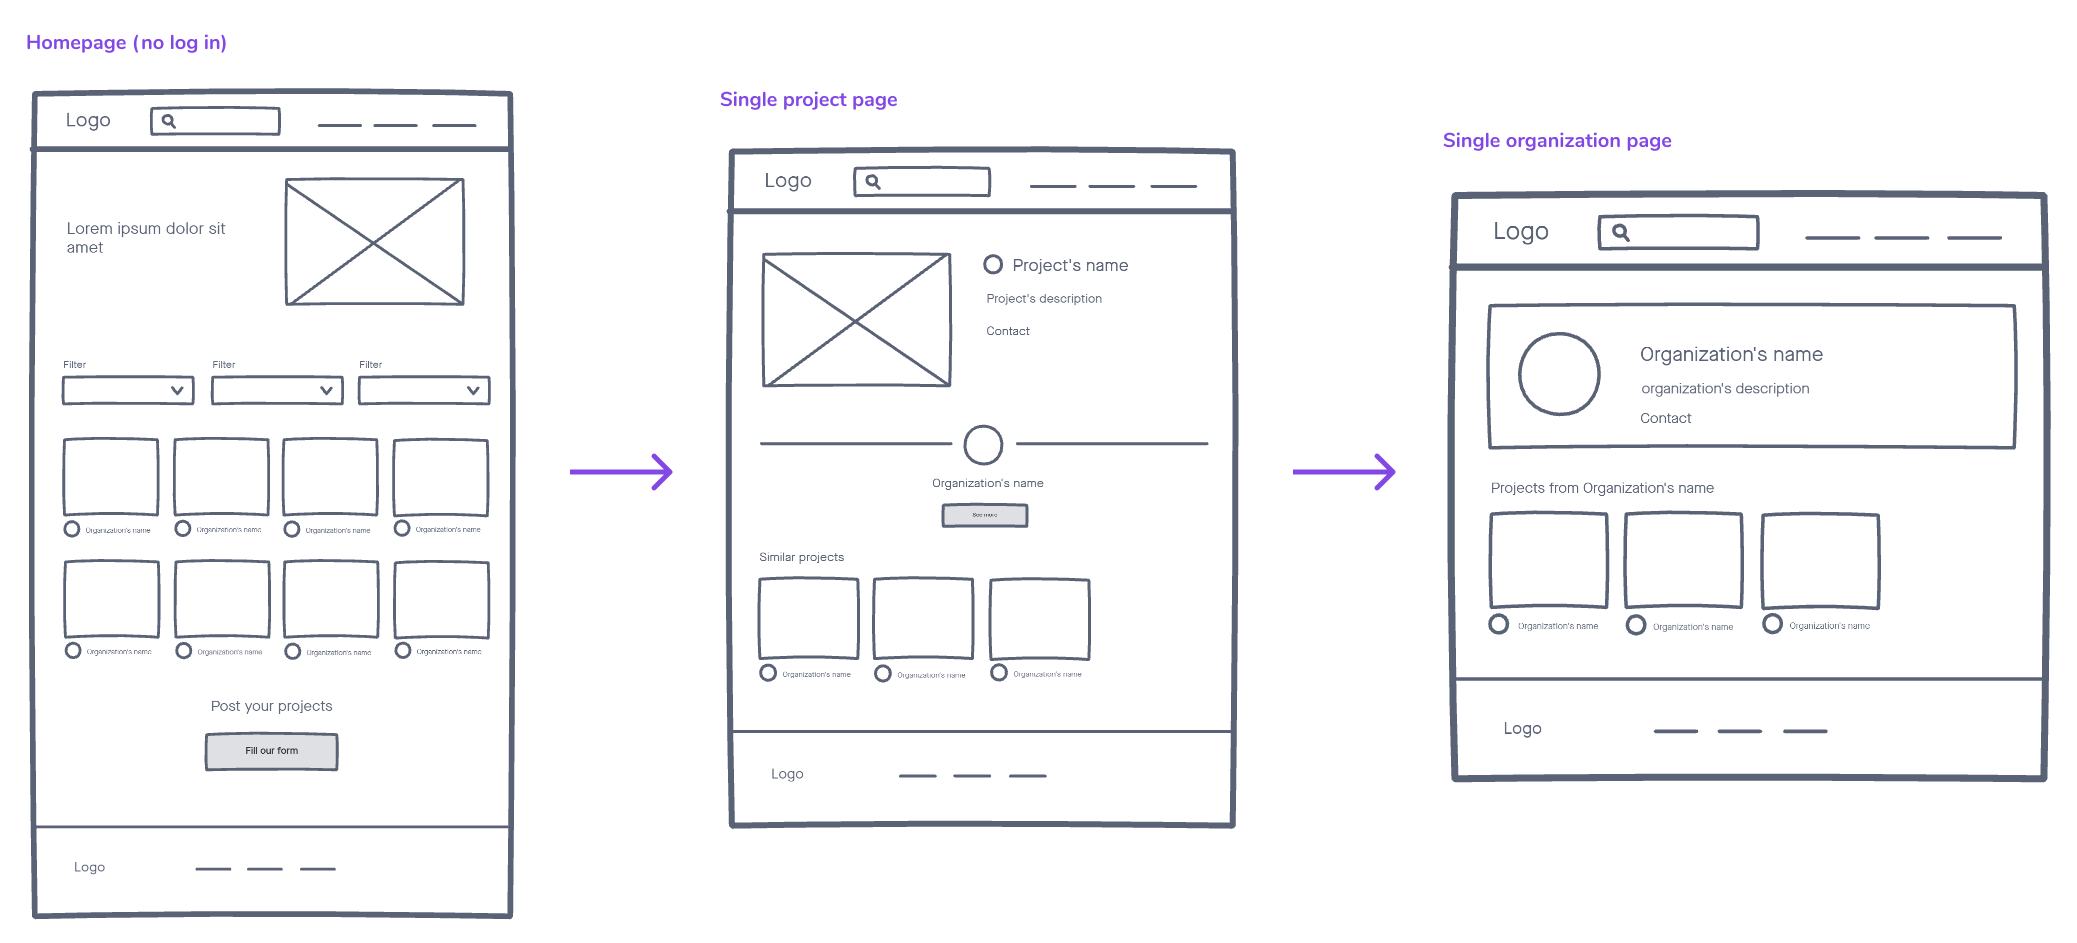 Homepage (no log in)
Logo
Lorem ipsum dolor sit
amet
Filter
Filter
Filter
Organization's name
Organization's name
Organization's name
Organization's name
Organization's name
Organization's name
Organization's name
Organization's name
Post your projects
Fill our form
Logo
Single project page
Logo
Project's name
Project's description
Contact
Organization's name
See more
Similar projects
Organization's name
Organization's name
Organization's name
Logo
Single organization page
Logo
Organization's name
organization's description
Contact
Projects from Organization's name
Organization's name
Organization's name
Organization's name
Logo